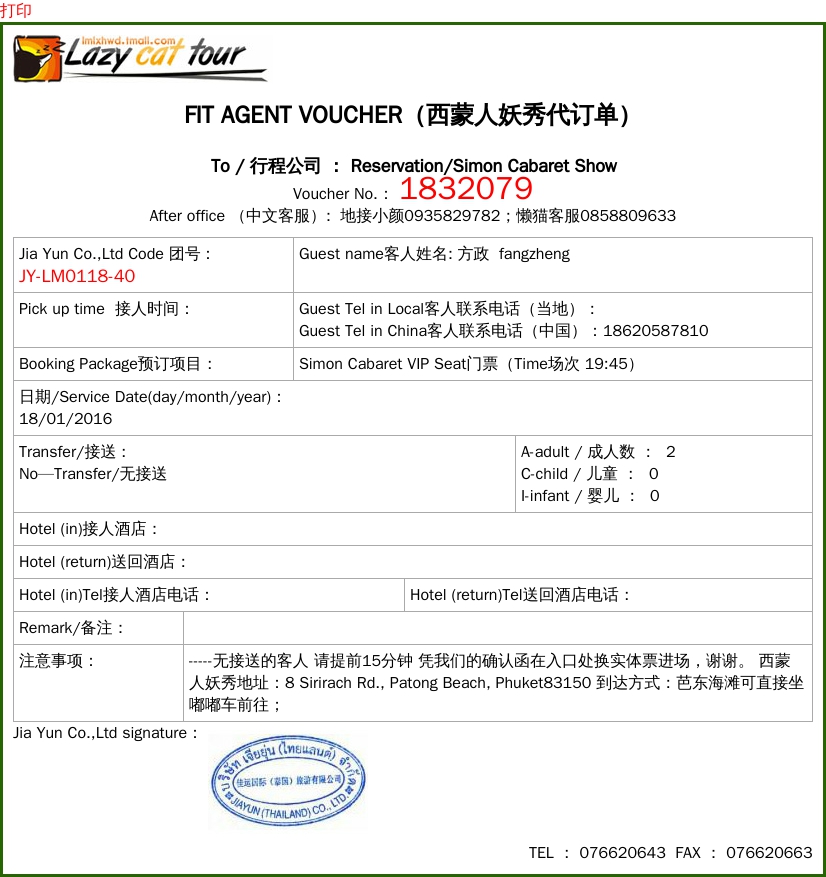 打印
lmlxhwd.tmall.com
Lazy cat tour
FIT AGENT VOUCHER（西蒙人妖秀代订单）
To / 行程公司 ： Reservation/Simon Cabaret Show
Voucher No.： 1832079
After office （中文客服）: 地接小颜0935829782；懒猫客服0858809633
Jia Yun Co.,Ltd Code 团号：
JY-LM0118-40
Guest name客人姓名: 方政 fangzheng
Pick up time 接人时间：
Guest Tel in Local客人联系电话（当地）：
Guest Tel in China客人联系电话（中国）：18620587810
Booking Package预订项目：
Simon Cabaret VIP Seat门票（Time场次 19:45）
日期/Service Date(day/month/year)：
18/01/2016
Transfer/接送：
No—Transfer/无接送
A-adult / 成人数 ： 2
C-child / 儿童 ： 0
I-infant / 婴儿 ： 0
Hotel (in)接人酒店：
Hotel (return)送回酒店：
Hotel (in)Tel接人酒店电话：
Hotel (return)Tel送回酒店电话：
Remark/备注：
注意事项：
-----无接送的客人 请提前15分钟 凭我们的确认函在入口处换实体票进场，谢谢。 西蒙
人妖秀地址：8 Sirirach Rd., Patong Beach, Phuket83150 到达方式：芭东海滩可直接坐
嘟嘟车前往；
Jia Yun Co.,Ltd signature：
บริษัท เจียยุ่น (ไทยแลนด์) จำกัด
佳运国际（泰国）旅游有限公司
JIAYUN (THAILAND) CO., LTD.
TEL ： 076620643 FAX ： 076620663